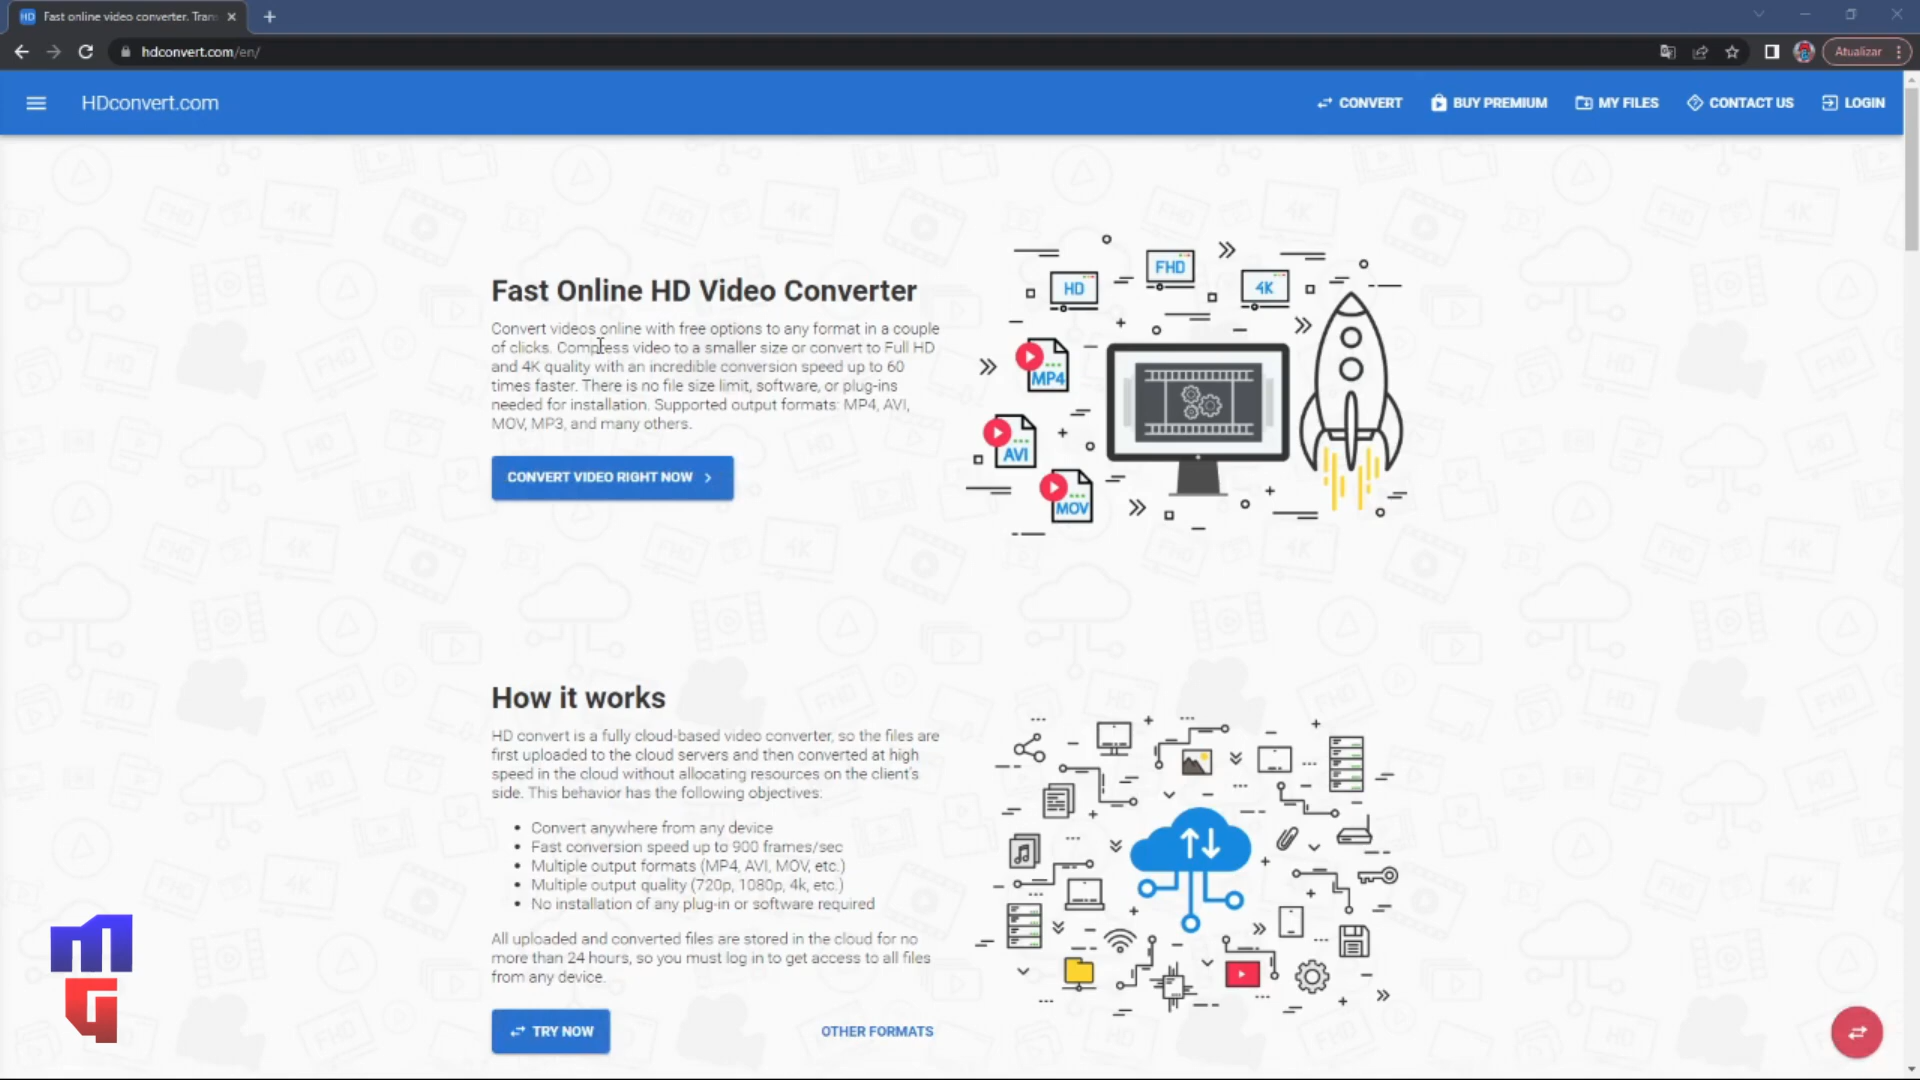 HD Fast online video converter. Tran
hdconvert.com/en/
Atualizar
HDconvert.com
CONVERT
BUY PREMIUM
MY FILES
CONTACT US
LOGIN
Fast Online HD Video Converter
Convert videos online with free options to any format in a couple
of clicks. Compress video to a smaller size or convert to Full HD
and 4K quality with an incredible conversion speed up to 60
times faster. There is no file size limit, software, or plug-ins
needed for installation. Supported output formats: MP4, AVI,
MOV, MP3, and many others.
CONVERT VIDEO RIGHT NOW
HD
FHD
4K
MP4
AVI
MOV
How it works
HD convert is a fully cloud-based video converter, so the files are
first uploaded to the cloud servers and then converted at high
speed in the cloud without allocating resources on the client's
side. This behavior has the following objectives:
• Convert anywhere from any device
• Fast conversion speed up to 900 frames/sec
• Multiple output formats (MP4, AVI, MOV, etc.)
• Multiple output quality (720p, 1080p, 4k, etc.)
• No installation of any plug-in or software required
All uploaded and converted files are stored in the cloud for no
more than 24 hours, so you must log in to get access to all files
from any device.
TRY NOW
OTHER FORMATS
MG